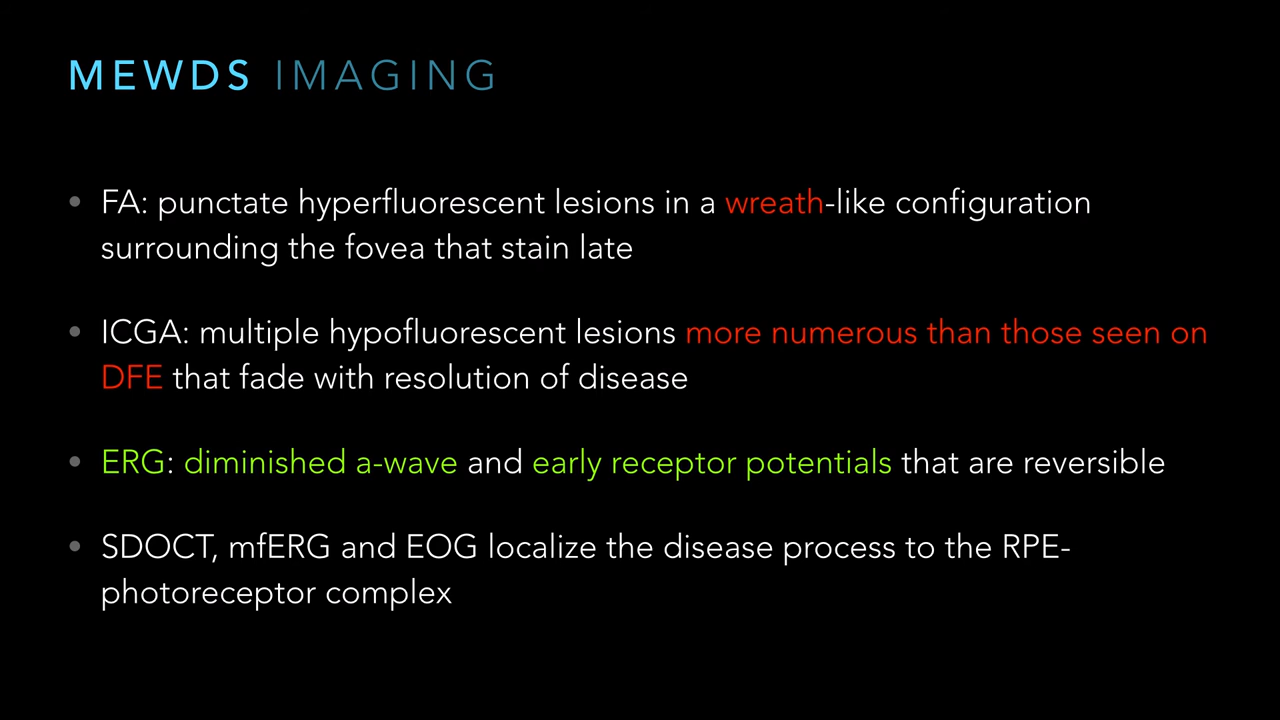 MEWDS IMAGING
• FA: punctate hyperfluorescent lesions in a wreath-like configuration
surrounding the fovea that stain late
• ICGA: multiple hypofluorescent lesions more numerous than those seen on
DFE that fade with resolution of disease
• ERG: diminished a-wave and early receptor potentials that are reversible
• SDOCT, mfERG and EOG localize the disease process to the RPE-
photoreceptor complex